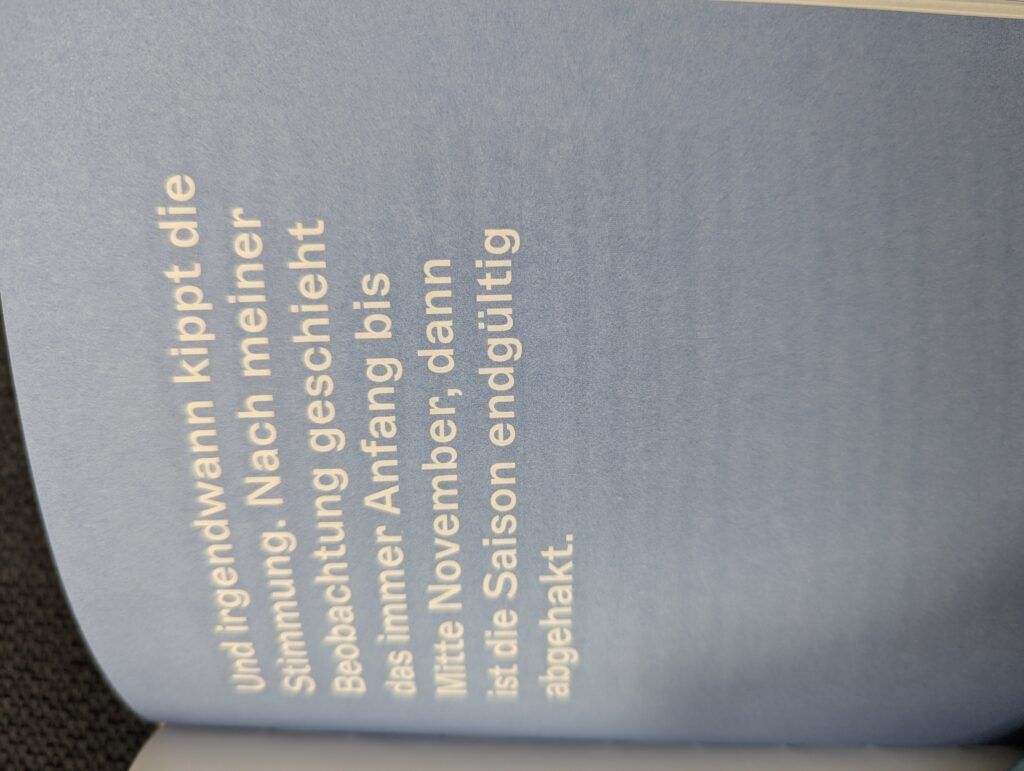 Und irgendwann kippt die
Stimmung. Nach meiner
Beobachtung geschieht
das immer Anfang bis
Mitte November, dann
ist die Saison endgültig
abgehakt.